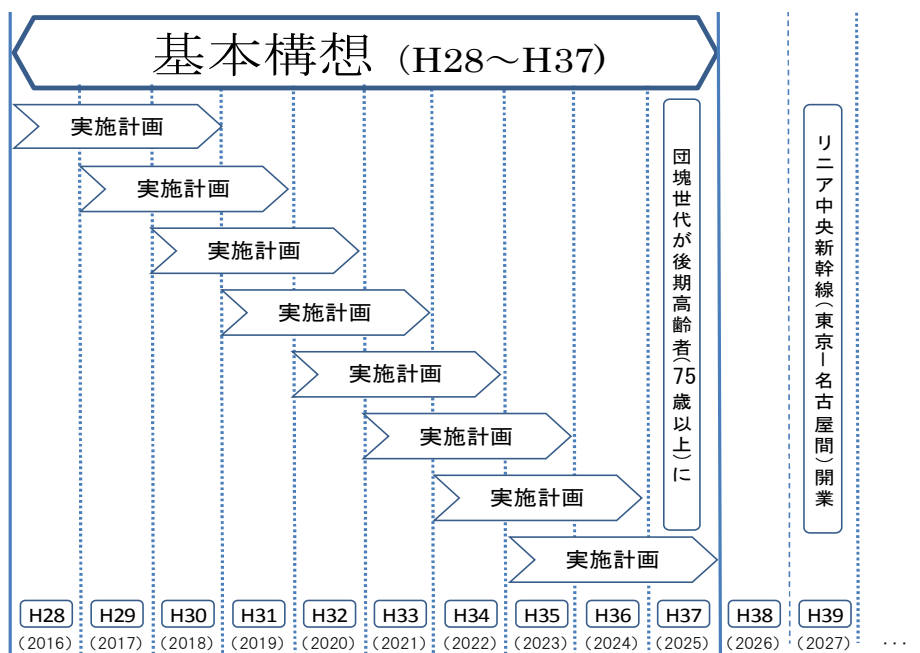 基本構想 (H28～H37)
実施計画
実施計画
実施計画
実施計画
実施計画
実施計画
実施計画
実施計画
団塊世代が後期高齢者(75歳以上)に
リニア中央新幹線(東京ー名古屋間)開業
H28 H29 H30 H31 H32 H33 H34 H35 H36 H37 H38 H39
(2016) (2017) (2018) (2019) (2020) (2021) (2022) (2023) (2024) (2025) (2026) (2027) ・・・